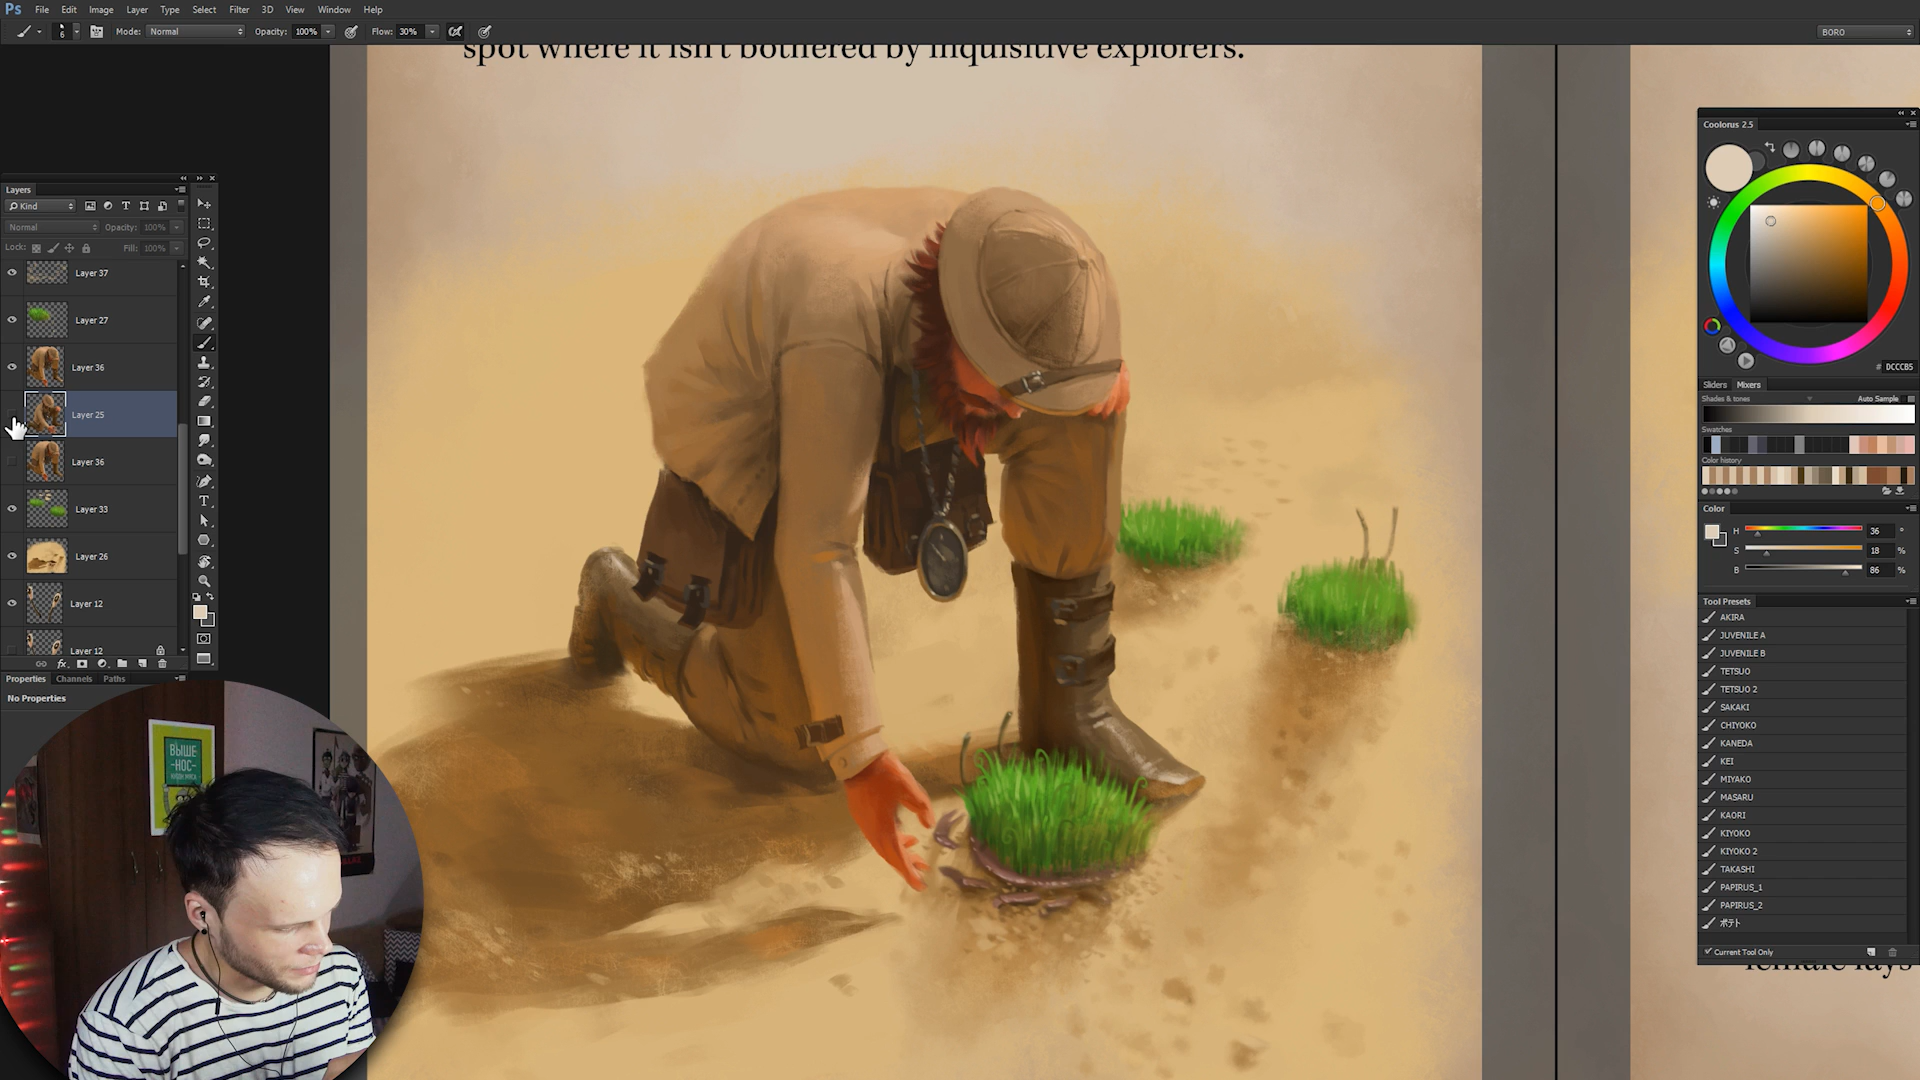 Ps File Edit Image Layer Type Select Filter 3D View Window Help
6 Mode: Normal Opacity: 100% Flow: 30% BORO
spot where it isn't bothered by inquisitive explorers.
Layers
Kind
Normal Opacity: 100%
Lock: Fill: 100%
Layer 37
Layer 27
Layer 36
Layer 25
Layer 36
Layer 33
Layer 26
Layer 12
Layer 12
fx
Properties Channels Paths
No Properties
ВЫШЕ
-НОС-
Coolorus 2.5
# DCCCB5
Sliders Mixers
Shades & tones Auto Sample
Swatches
Color history
Color
H 36 °
S 18 %
B 86 %
Tool Presets
AKIRA
JUVENILE A
JUVENILE B
TETSUO
TETSUO 2
SAKAKI
CHIYOKO
KANEDA
KEI
MIYAKO
MASARU
KAORI
KIYOKO
KIYOKO 2
TAKASHI
PAPIRUS_1
PAPIRUS_2
ポテト
Current Tool Only
female lays